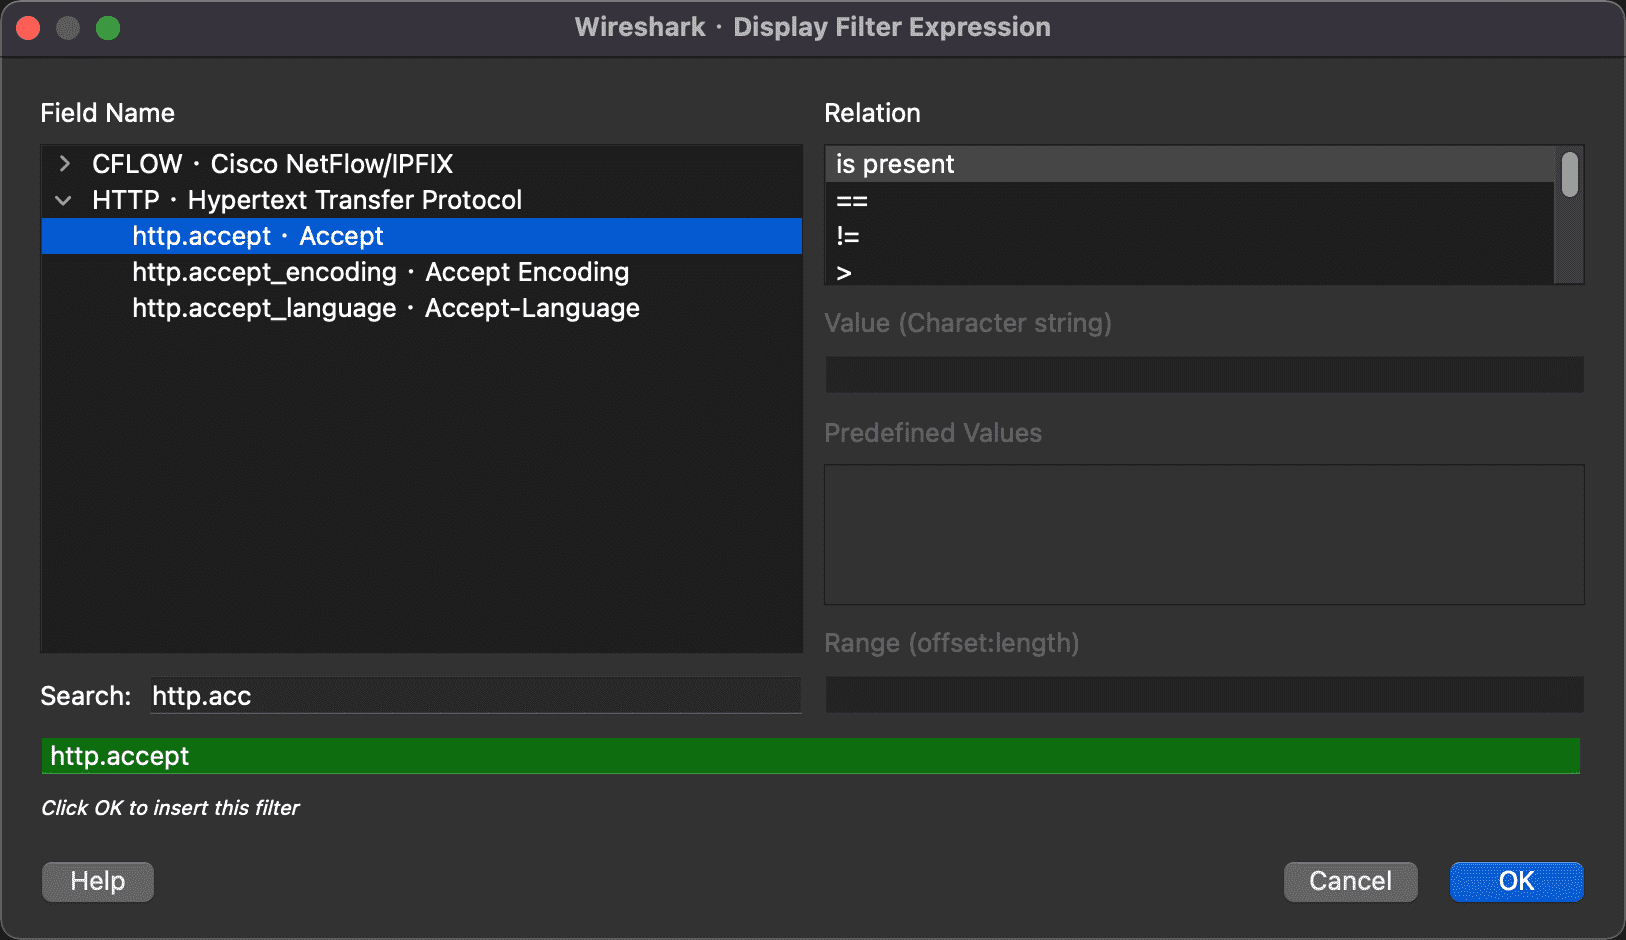 Wireshark · Display Filter Expression
Field Name
CFLOW · Cisco NetFlow/IPFIX
HTTP · Hypertext Transfer Protocol
http.accept · Accept
http.accept_encoding · Accept Encoding
http.accept_language · Accept-Language
Search: http.acc
Relation
is present
==
!=
>
Value (Character string)
Predefined Values
Range (offset:length)
http.accept
Click OK to insert this filter
Help
Cancel
OK